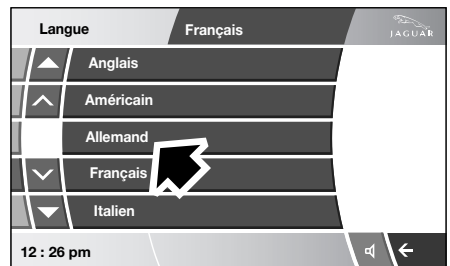 Langue Français JAGUAR
Anglais
Américain
Allemand
Français
Italien
12 : 26 pm